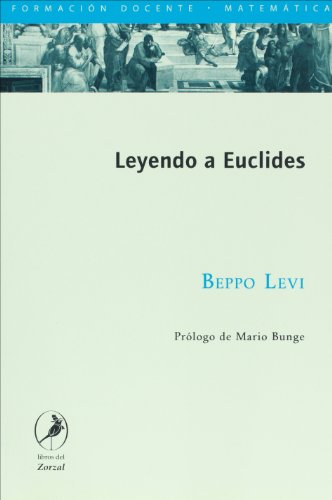 FORMACIÓN DOCENTE · MATEMÁTICA
Leyendo a Euclides
BEPPO LEVI
Prólogo de Mario Bunge
libros del
Zorzal